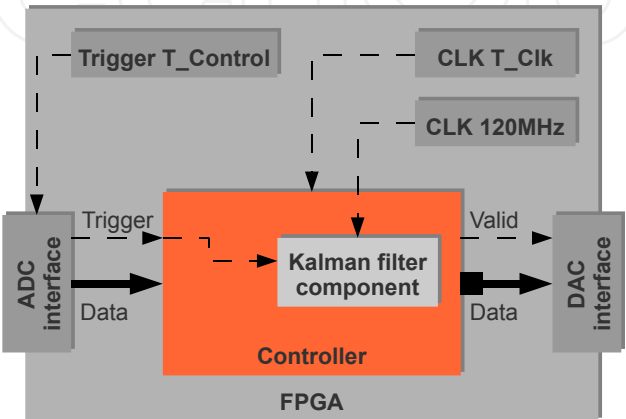 Trigger T_Control
CLK T_Clk
CLK 120MHz
Trigger
Valid
ADC
interface
Kalman filter
component
DAC
interface
Data
Data
Controller
FPGA